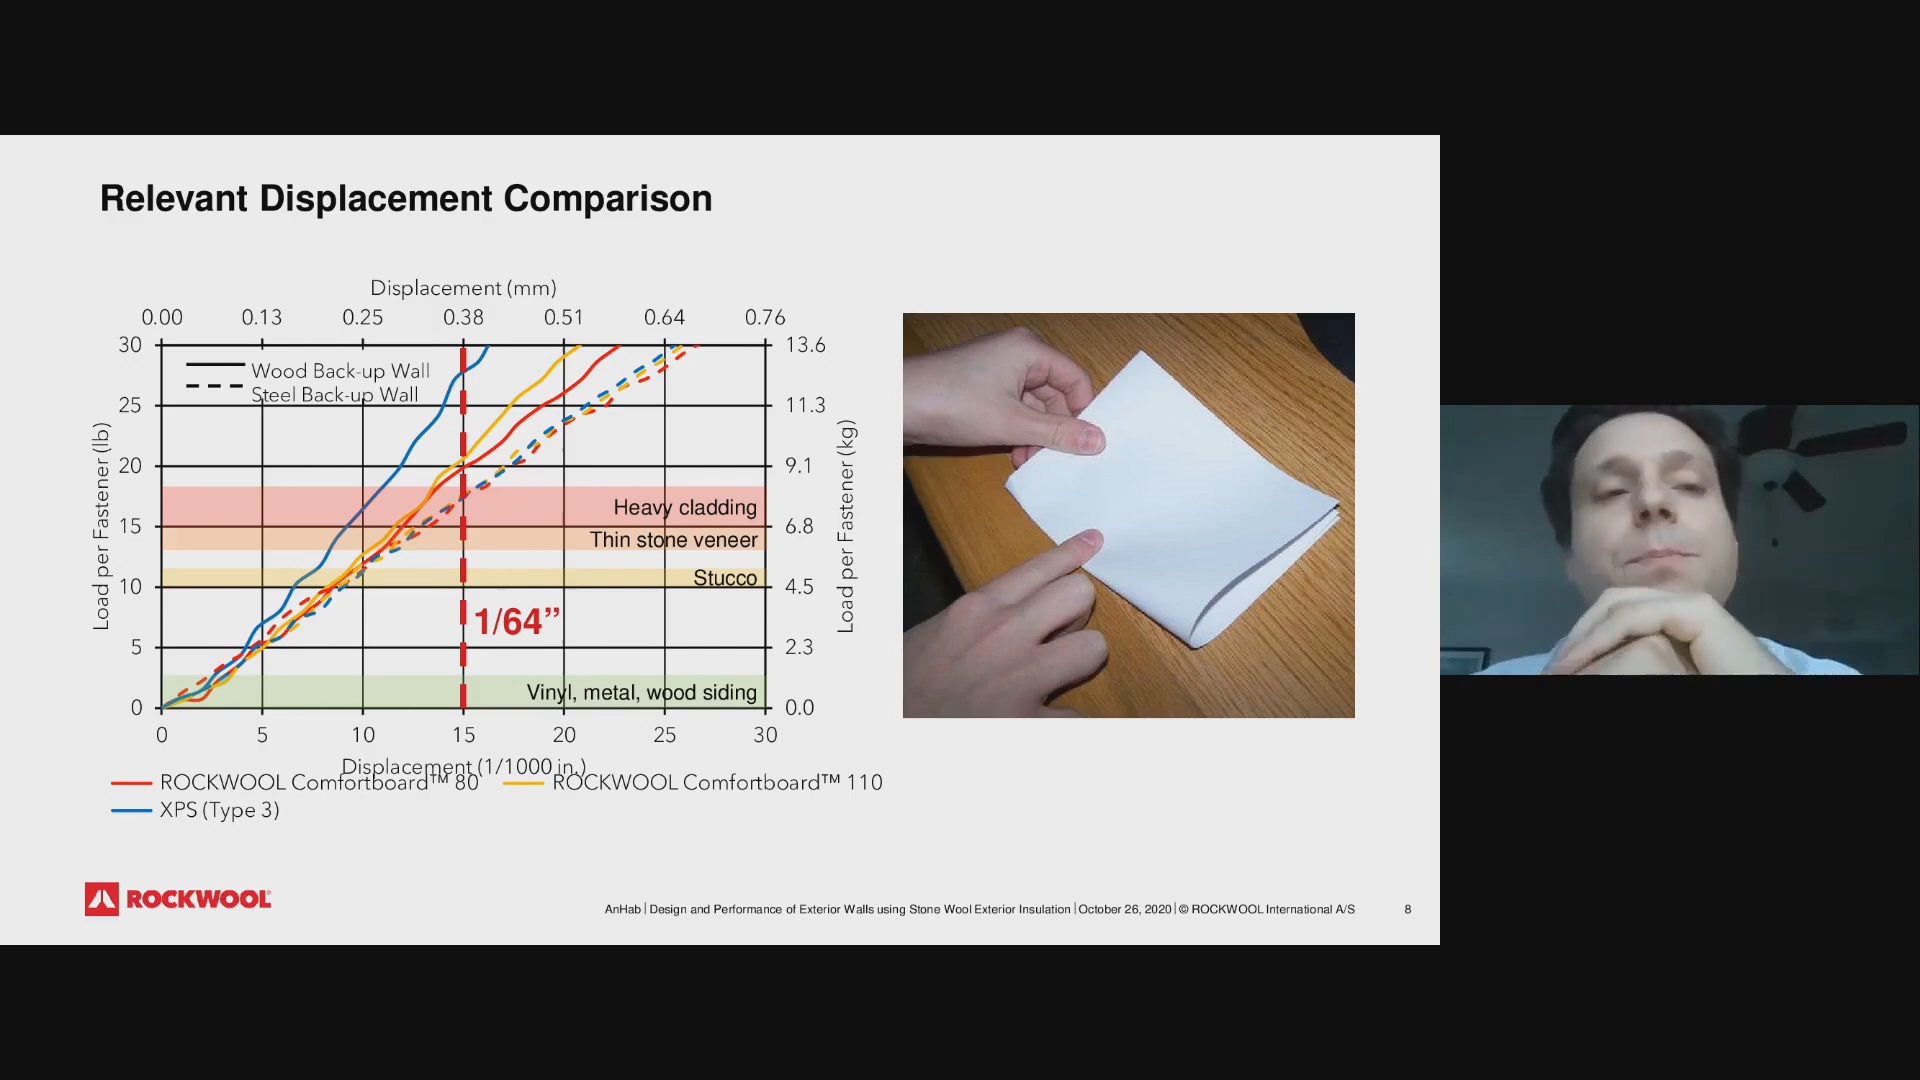 Relevant Displacement Comparison
Displacement (mm)
0.00 0.13 0.25 0.38 0.51 0.64 0.76
30 13.6
Wood Back-up Wall
Steel Back-up Wall
25 11.3
20 9.1
Heavy cladding
15 6.8
Thin stone veneer
Stucco
10 4.5
1/64”
5 2.3
Vinyl, metal, wood siding
0 0.0
Load per Fastener (lb)
Load per Fastener (kg)
0 5 10 15 20 25 30
Displacement (1/1000 in.)
ROCKWOOL Comfortboard™ 80 ROCKWOOL Comfortboard™ 110
XPS (Type 3)
ROCKWOOL®
AnHab | Design and Performance of Exterior Walls using Stone Wool Exterior Insulation | October 26, 2020 | © ROCKWOOL International A/S 8